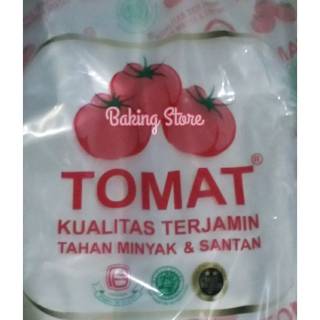 Baking Store
TOMAT®
KUALITAS TERJAMIN
TAHAN MINYAK & SANTAN